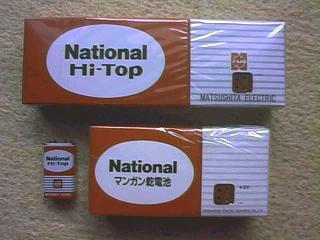 National
Hi-Top
MATSUSHITA ELECTRIC
National
Hi-Top
National
マンガン乾電池